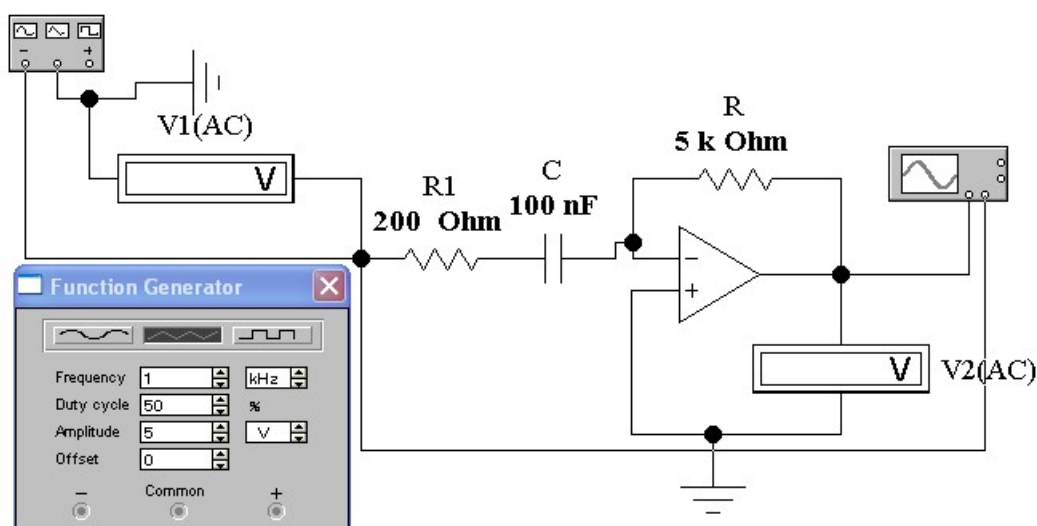 − +
V1(AC)
V
R1
200 Ohm
C
100 nF
R
5 k Ohm
−
+
V
V2(AC)
Function Generator
Frequency 1 kHz
Duty cycle 50 %
Amplitude 5 V
Offset 0
− Common +